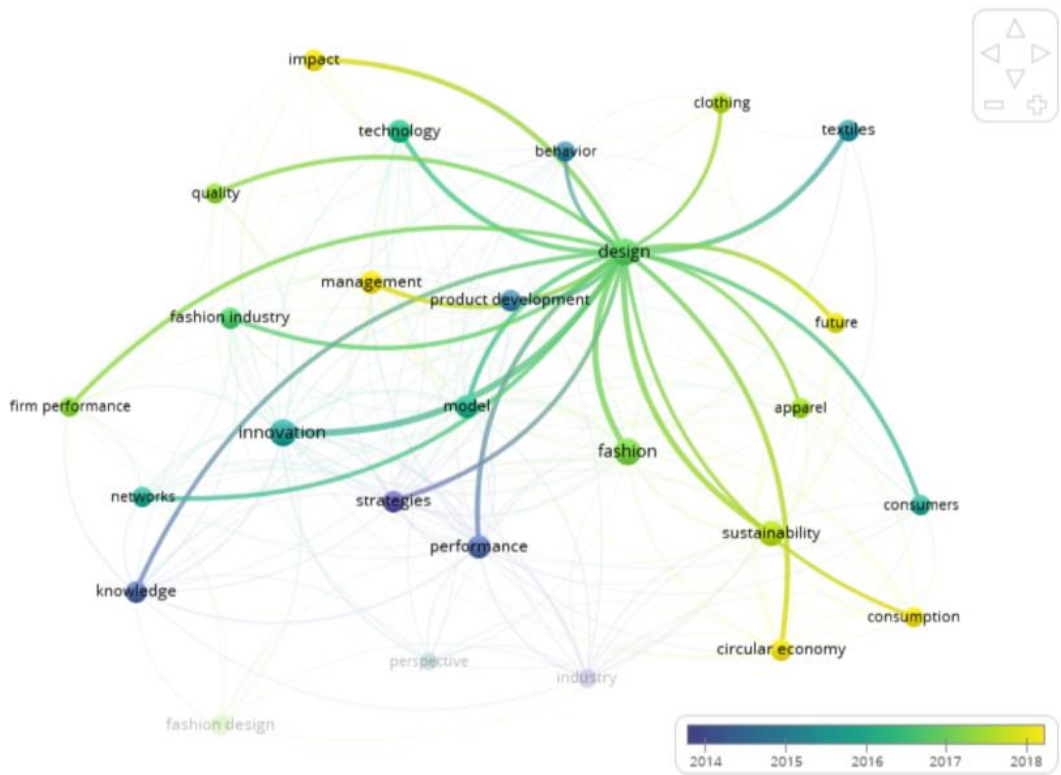 impact
clothing
technology
textiles
behavior
quality
design
management
product development
fashion industry
future
firm performance
model
apparel
innovation
fashion
networks
strategies
consumers
sustainability
performance
knowledge
consumption
circular economy
perspective
industry
fashion design
2014 2015 2016 2017 2018